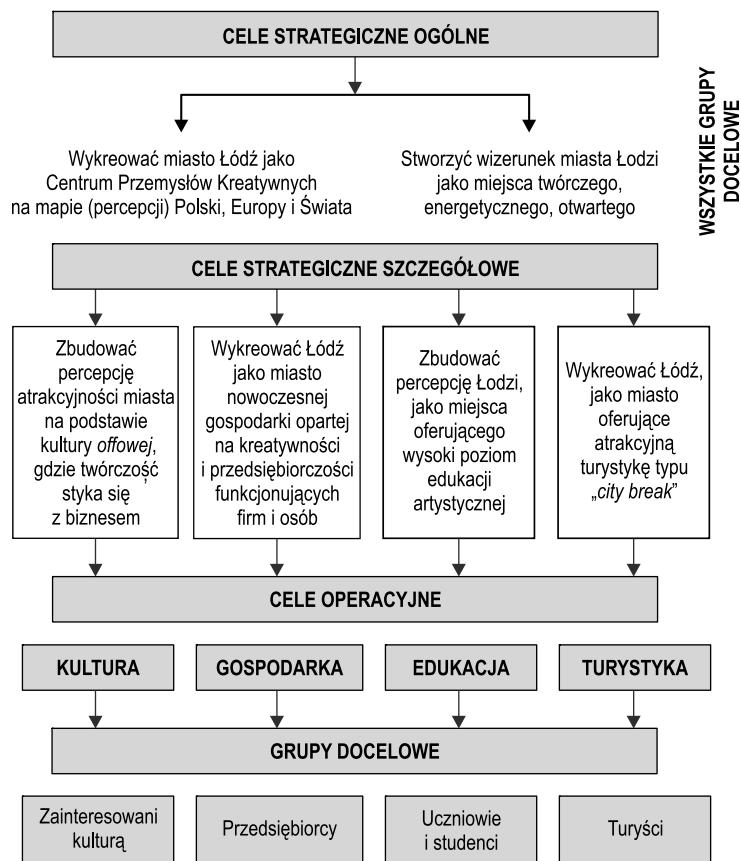 CELE STRATEGICZNE OGÓLNE
WSZYSTKIE GRUPY
DOCELOWE
Wykreować miasto Łódź jako
Centrum Przemysłów Kreatywnych
na mapie (percepcji) Polski, Europy i Świata
Stworzyć wizerunek miasta Łodzi
jako miejsca twórczego,
energetycznego, otwartego
CELE STRATEGICZNE SZCZEGÓŁOWE
Zbudować
percepcję
atrakcyjności miasta
na podstawie
kultury offowej,
gdzie twórczość
styka się
z biznesem
Wykreować Łódź
jako miasto
nowoczesnej
gospodarki opartej
na kreatywności
i przedsiębiorczości
funkcjonujących
firm i osób
Zbudować
percepcję Łodzi,
jako miejsca
oferującego
wysoki poziom
edukacji
artystycznej
Wykreować Łódź,
jako miasto
oferujące
atrakcyjną
turystykę typu
„city break”
CELE OPERACYJNE
KULTURA
GOSPODARKA
EDUKACJA
TURYSTYKA
GRUPY DOCELOWE
Zainteresowani
kulturą
Przedsiębiorcy
Uczniowie
i studenci
Turyści